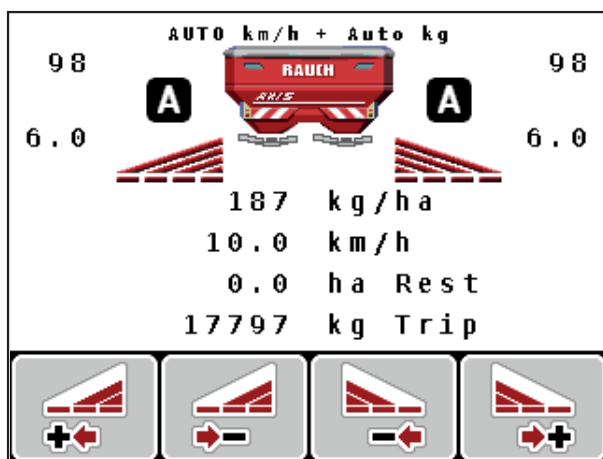 AUTO km/h + Auto kg
98 98
RAUCH
AXIS
A A
6.0 6.0
187 kg/ha
10.0 km/h
0.0 ha Rest
17797 kg Trip